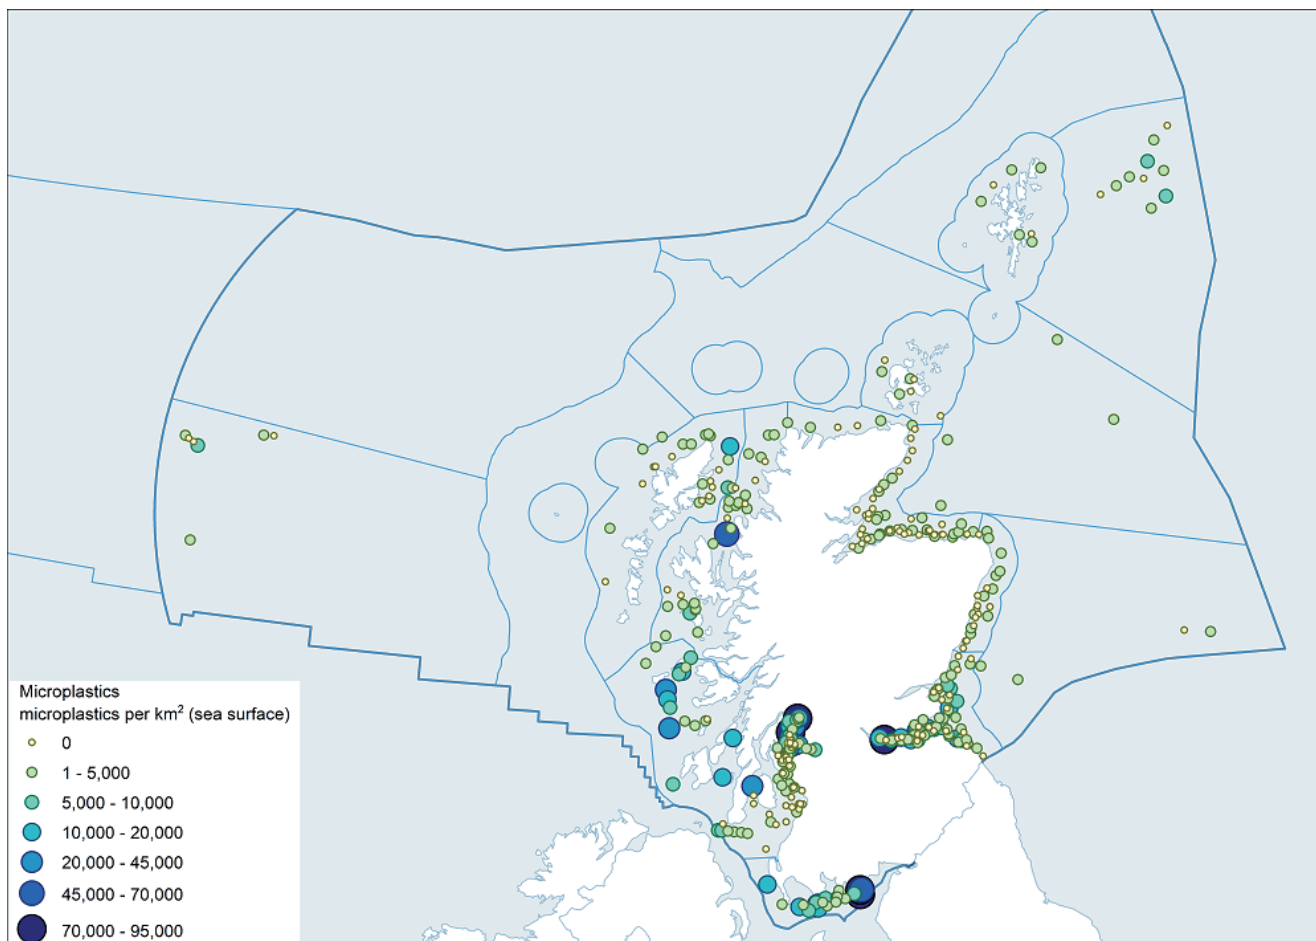 Microplastics
microplastics per km² (sea surface)
0
1 - 5,000
5,000 - 10,000
10,000 - 20,000
20,000 - 45,000
45,000 - 70,000
70,000 - 95,000